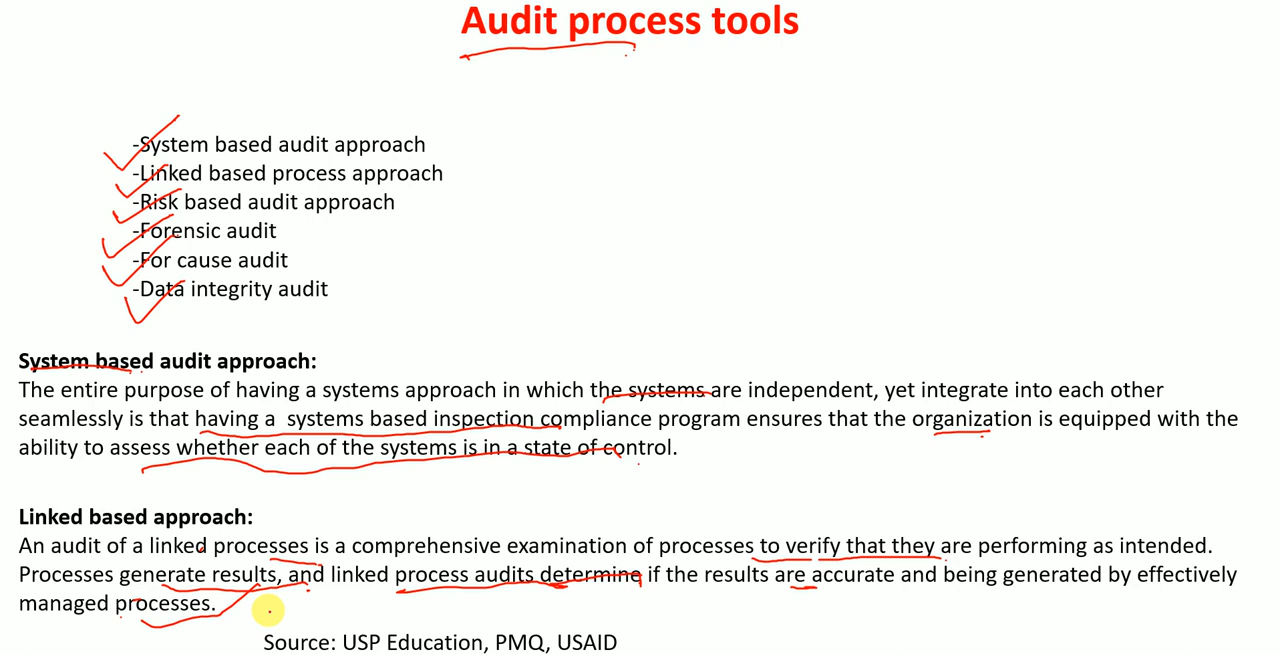 Audit process tools
-System based audit approach
-Linked based process approach
-Risk based audit approach
-Forensic audit
-For cause audit
-Data integrity audit
System based audit approach:
The entire purpose of having a systems approach in which the systems are independent, yet integrate into each other
seamlessly is that having a systems based inspection compliance program ensures that the organization is equipped with the
ability to assess whether each of the systems is in a state of control.
Linked based approach:
An audit of a linked processes is a comprehensive examination of processes to verify that they are performing as intended.
Processes generate results, and linked process audits determine if the results are accurate and being generated by effectively
managed processes.
Source: USP Education, PMQ, USAID